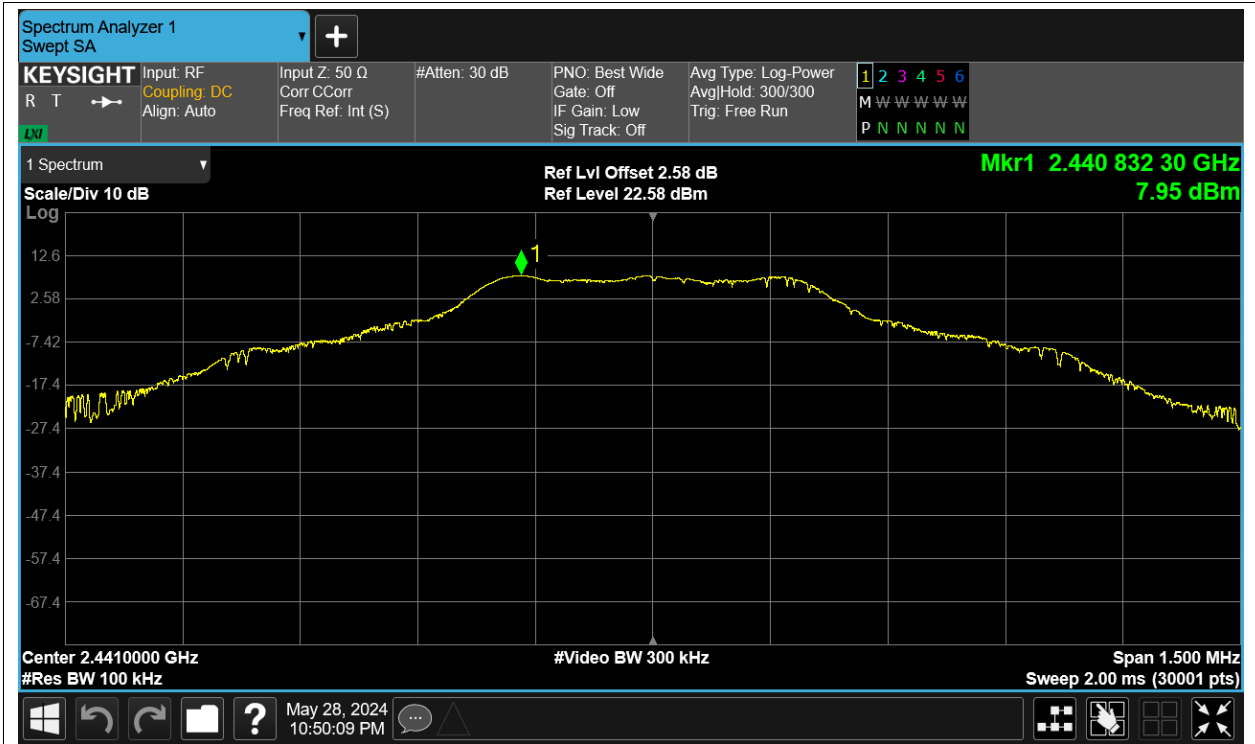 Spectrum Analyzer 1
Swept SA
KEYSIGHT
R T
LXI
Input: RF
Coupling: DC
Align: Auto
Input Z: 50 Ω
Corr CCorr
Freq Ref: Int (S)
#Atten: 30 dB
PNO: Best Wide
Gate: Off
IF Gain: Low
Sig Track: Off
Avg Type: Log-Power
Avg|Hold: 300/300
Trig: Free Run
1 2 3 4 5 6
M W W W W W
P N N N N N
1 Spectrum
Scale/Div 10 dB
Log
Ref Lvl Offset 2.58 dB
Ref Level 22.58 dBm
Mkr1 2.440 832 30 GHz
7.95 dBm
1
12.6
2.58
-7.42
-17.4
-27.4
-37.4
-47.4
-57.4
-67.4
Center 2.4410000 GHz
#Res BW 100 kHz
#Video BW 300 kHz
Span 1.500 MHz
Sweep 2.00 ms (30001 pts)
?
May 28, 2024
10:50:09 PM